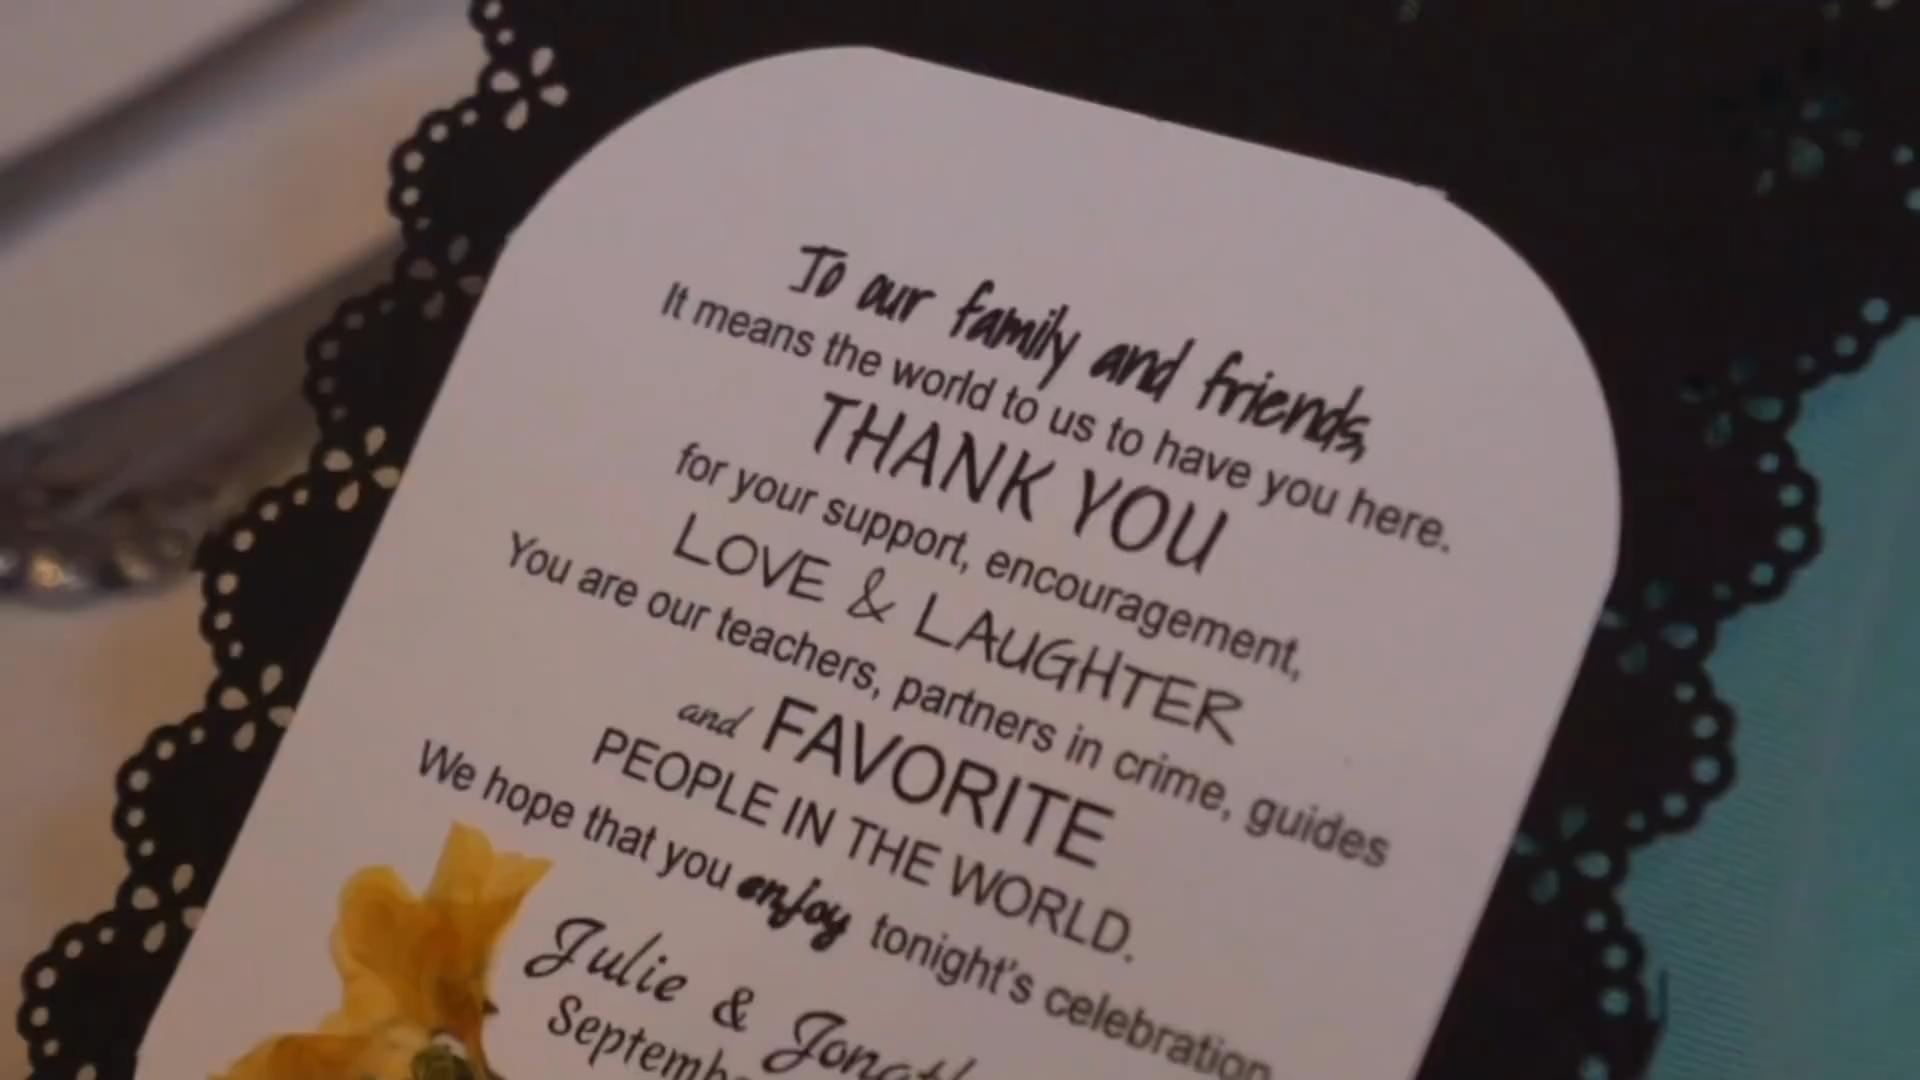 To our family and friends,
It means the world to us to have you here.
THANK YOU
for your support, encouragement,
LOVE & LAUGHTER
You are our teachers, partners in crime, guides
and FAVORITE
PEOPLE IN THE WORLD.
We hope that you enjoy tonight's celebration
Julie &